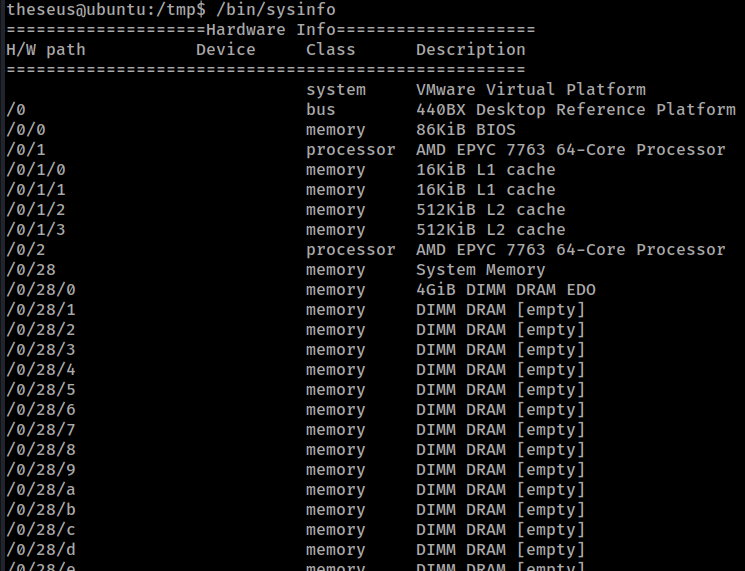 theseus@ubuntu:/tmp$ /bin/sysinfo
====================Hardware Info====================
H/W path           Device     Class      Description
====================================================
                              system     VMware Virtual Platform
/0                            bus        440BX Desktop Reference Platform
/0/0                          memory     86KiB BIOS
/0/1                          processor  AMD EPYC 7763 64-Core Processor
/0/1/0                        memory     16KiB L1 cache
/0/1/1                        memory     16KiB L1 cache
/0/1/2                        memory     512KiB L2 cache
/0/1/3                        memory     512KiB L2 cache
/0/2                          processor  AMD EPYC 7763 64-Core Processor
/0/28                         memory     System Memory
/0/28/0                       memory     4GiB DIMM DRAM EDO
/0/28/1                       memory     DIMM DRAM [empty]
/0/28/2                       memory     DIMM DRAM [empty]
/0/28/3                       memory     DIMM DRAM [empty]
/0/28/4                       memory     DIMM DRAM [empty]
/0/28/5                       memory     DIMM DRAM [empty]
/0/28/6                       memory     DIMM DRAM [empty]
/0/28/7                       memory     DIMM DRAM [empty]
/0/28/8                       memory     DIMM DRAM [empty]
/0/28/9                       memory     DIMM DRAM [empty]
/0/28/a                       memory     DIMM DRAM [empty]
/0/28/b                       memory     DIMM DRAM [empty]
/0/28/c                       memory     DIMM DRAM [empty]
/0/28/d                       memory     DIMM DRAM [empty]
/0/28/e                       memory     DIMM DRAM [empty]